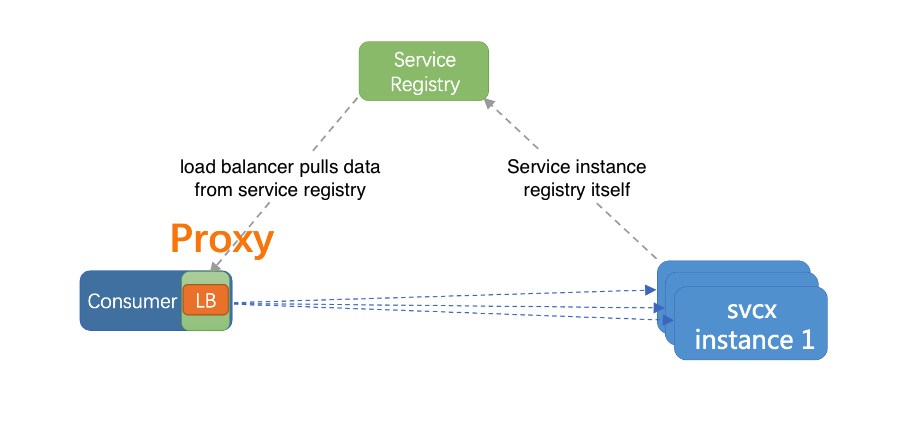 Service
Registry
load balancer pulls data
from service registry
Service instance
registry itself
Proxy
Consumer
LB
svcx
instance 1